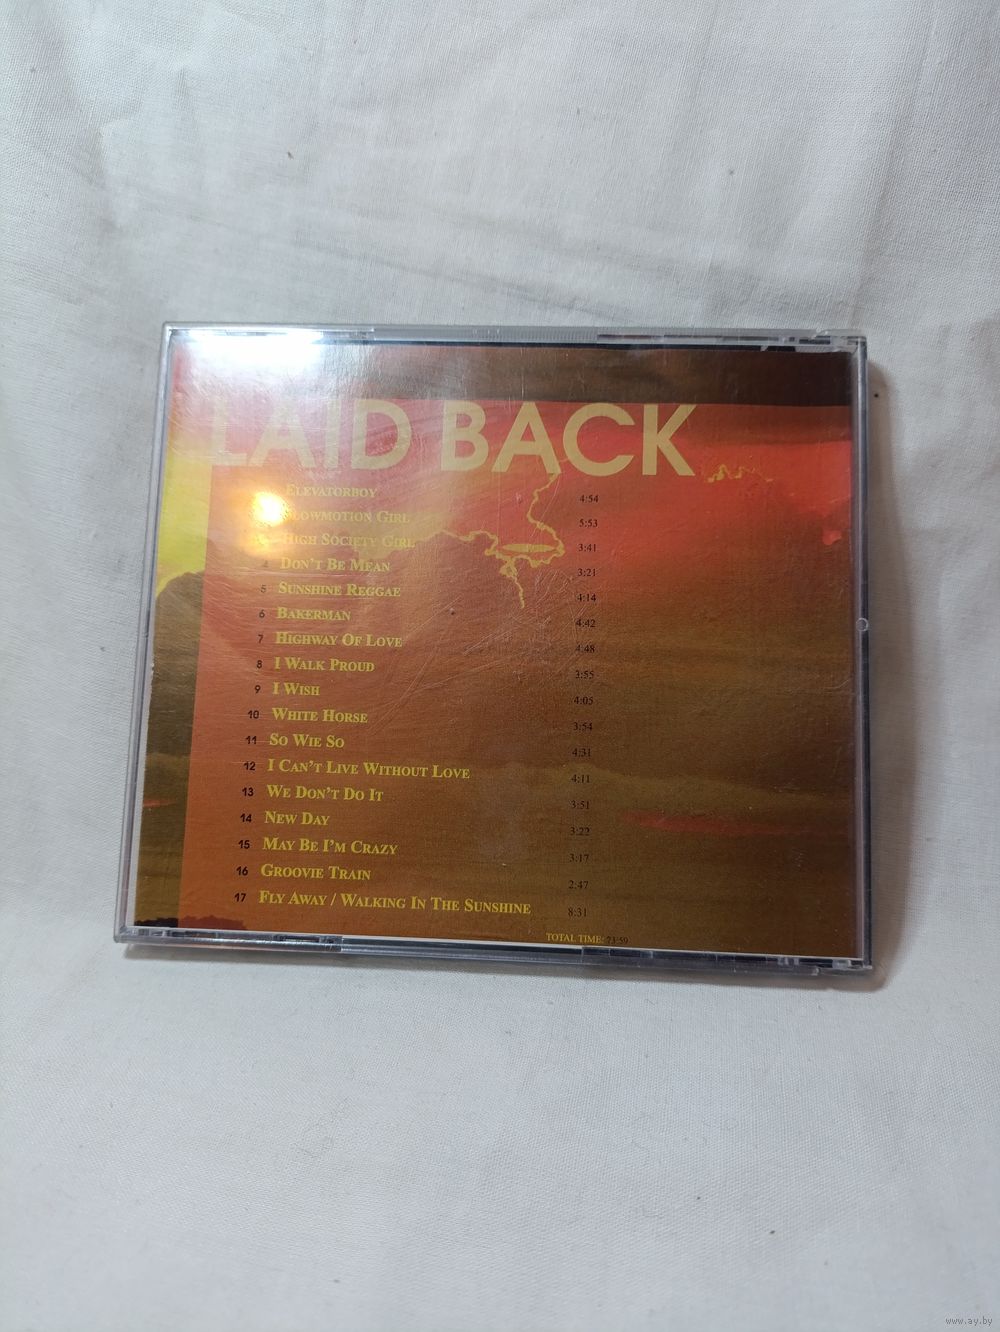 LAID BACK
ELEVATORBOY 4:54
SLOWMOTION GIRL 5:53
HIGH SOCIETY GIRL 3:41
4 DON'T BE MEAN 3:21
5 SUNSHINE REGGAE 4:14
6 BAKERMAN 4:42
7 HIGHWAY OF LOVE 4:48
8 I WALK PROUD 3:55
9 I WISH 4:05
10 WHITE HORSE 3:54
11 SO WIE SO 4:31
12 I CAN'T LIVE WITHOUT LOVE 4:11
13 WE DON'T DO IT 3:51
14 NEW DAY 3:22
15 MAY BE I'M CRAZY 3:17
16 GROOVIE TRAIN 2:47
17 FLY AWAY / WALKING IN THE SUNSHINE 8:31
TOTAL TIME: 73:59
www.ay.by